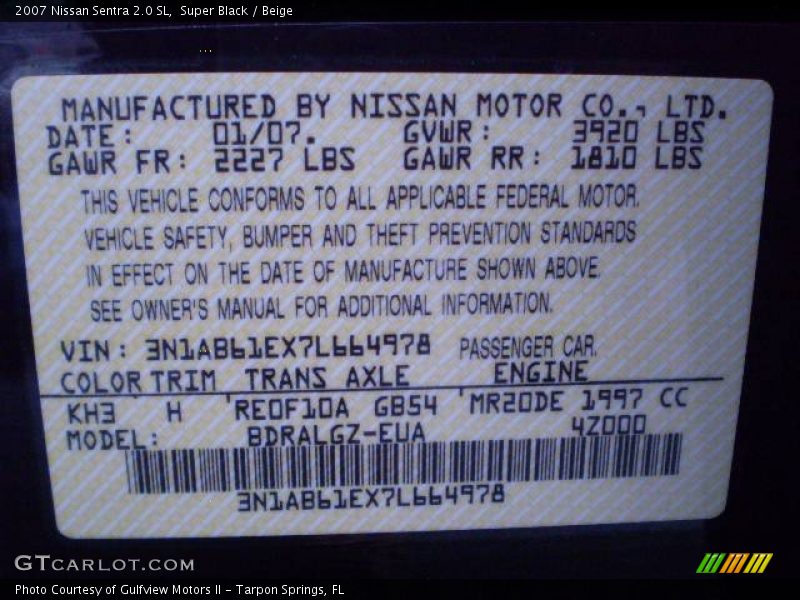 2007 Nissan Sentra 2.0 SL,  Super Black / Beige
MANUFACTURED BY NISSAN MOTOR CO., LTD.
DATE: 01/07. GVWR: 3920 LBS
GAWR FR: 2227 LBS GAWR RR: 1810 LBS
THIS VEHICLE CONFORMS TO ALL APPLICABLE FEDERAL MOTOR.
VEHICLE SAFETY, BUMPER AND THEFT PREVENTION STANDARDS
IN EFFECT ON THE DATE OF MANUFACTURE SHOWN ABOVE.
SEE OWNER'S MANUAL FOR ADDITIONAL INFORMATION.
VIN: 3N1AB61EX7L664978 PASSENGER CAR.
COLOR TRIM TRANS AXLE ENGINE
KH3 H RE0F10A GB54 MR20DE 1997 CC
MODEL: BDRALGZ-EUA 4Z000
3N1AB61EX7L664978
GTCARLOT.COM
Photo Courtesy of Gulfview Motors II - Tarpon Springs, FL